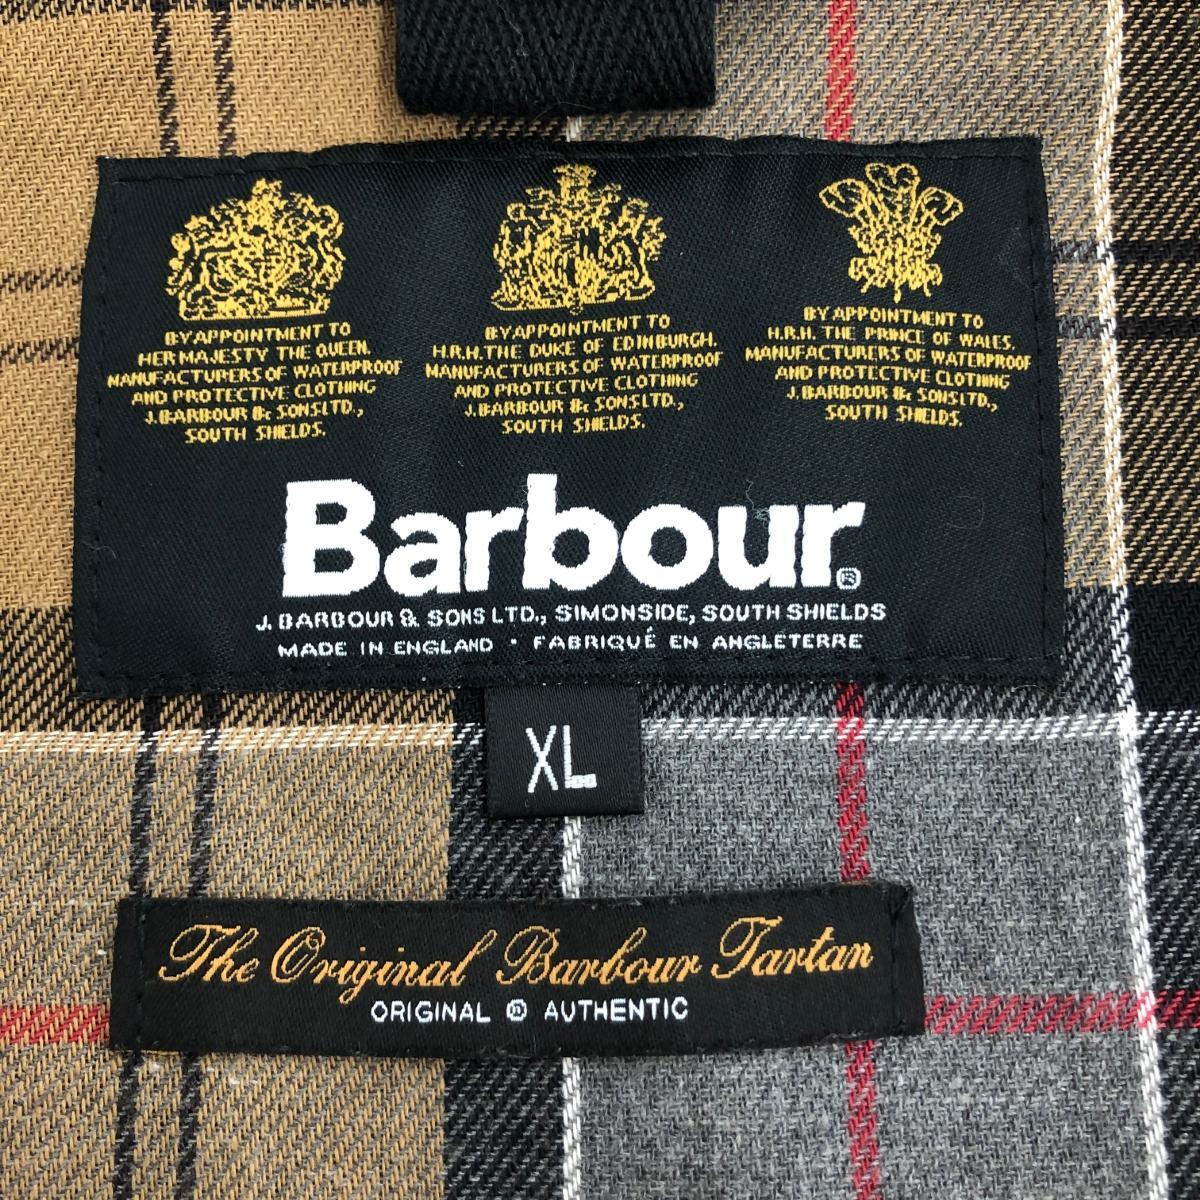 BY APPOINTMENT TO
HER MAJESTY THE QUEEN.
MANUFACTURERS OF WATERPROOF
AND PROTECTIVE CLOTHING
J. BARBOUR & SONS LTD.,
SOUTH SHIELDS.
BY APPOINTMENT TO
H.R.H. THE DUKE OF EDINBURGH.
MANUFACTURERS OF WATERPROOF
AND PROTECTIVE CLOTHING
J. BARBOUR & SONS LTD.,
SOUTH SHIELDS.
BY APPOINTMENT TO
H.R.H. THE PRINCE OF WALES.
MANUFACTURERS OF WATERPROOF
AND PROTECTIVE CLOTHING
J. BARBOUR & SONS LTD.,
SOUTH SHIELDS.
Barbour®
J. BARBOUR & SONS LTD., SIMONSIDE, SOUTH SHIELDS
MADE IN ENGLAND · FABRIQUÉ EN ANGLETERRE
XL
The Original Barbour Tartan
ORIGINAL ® AUTHENTIC